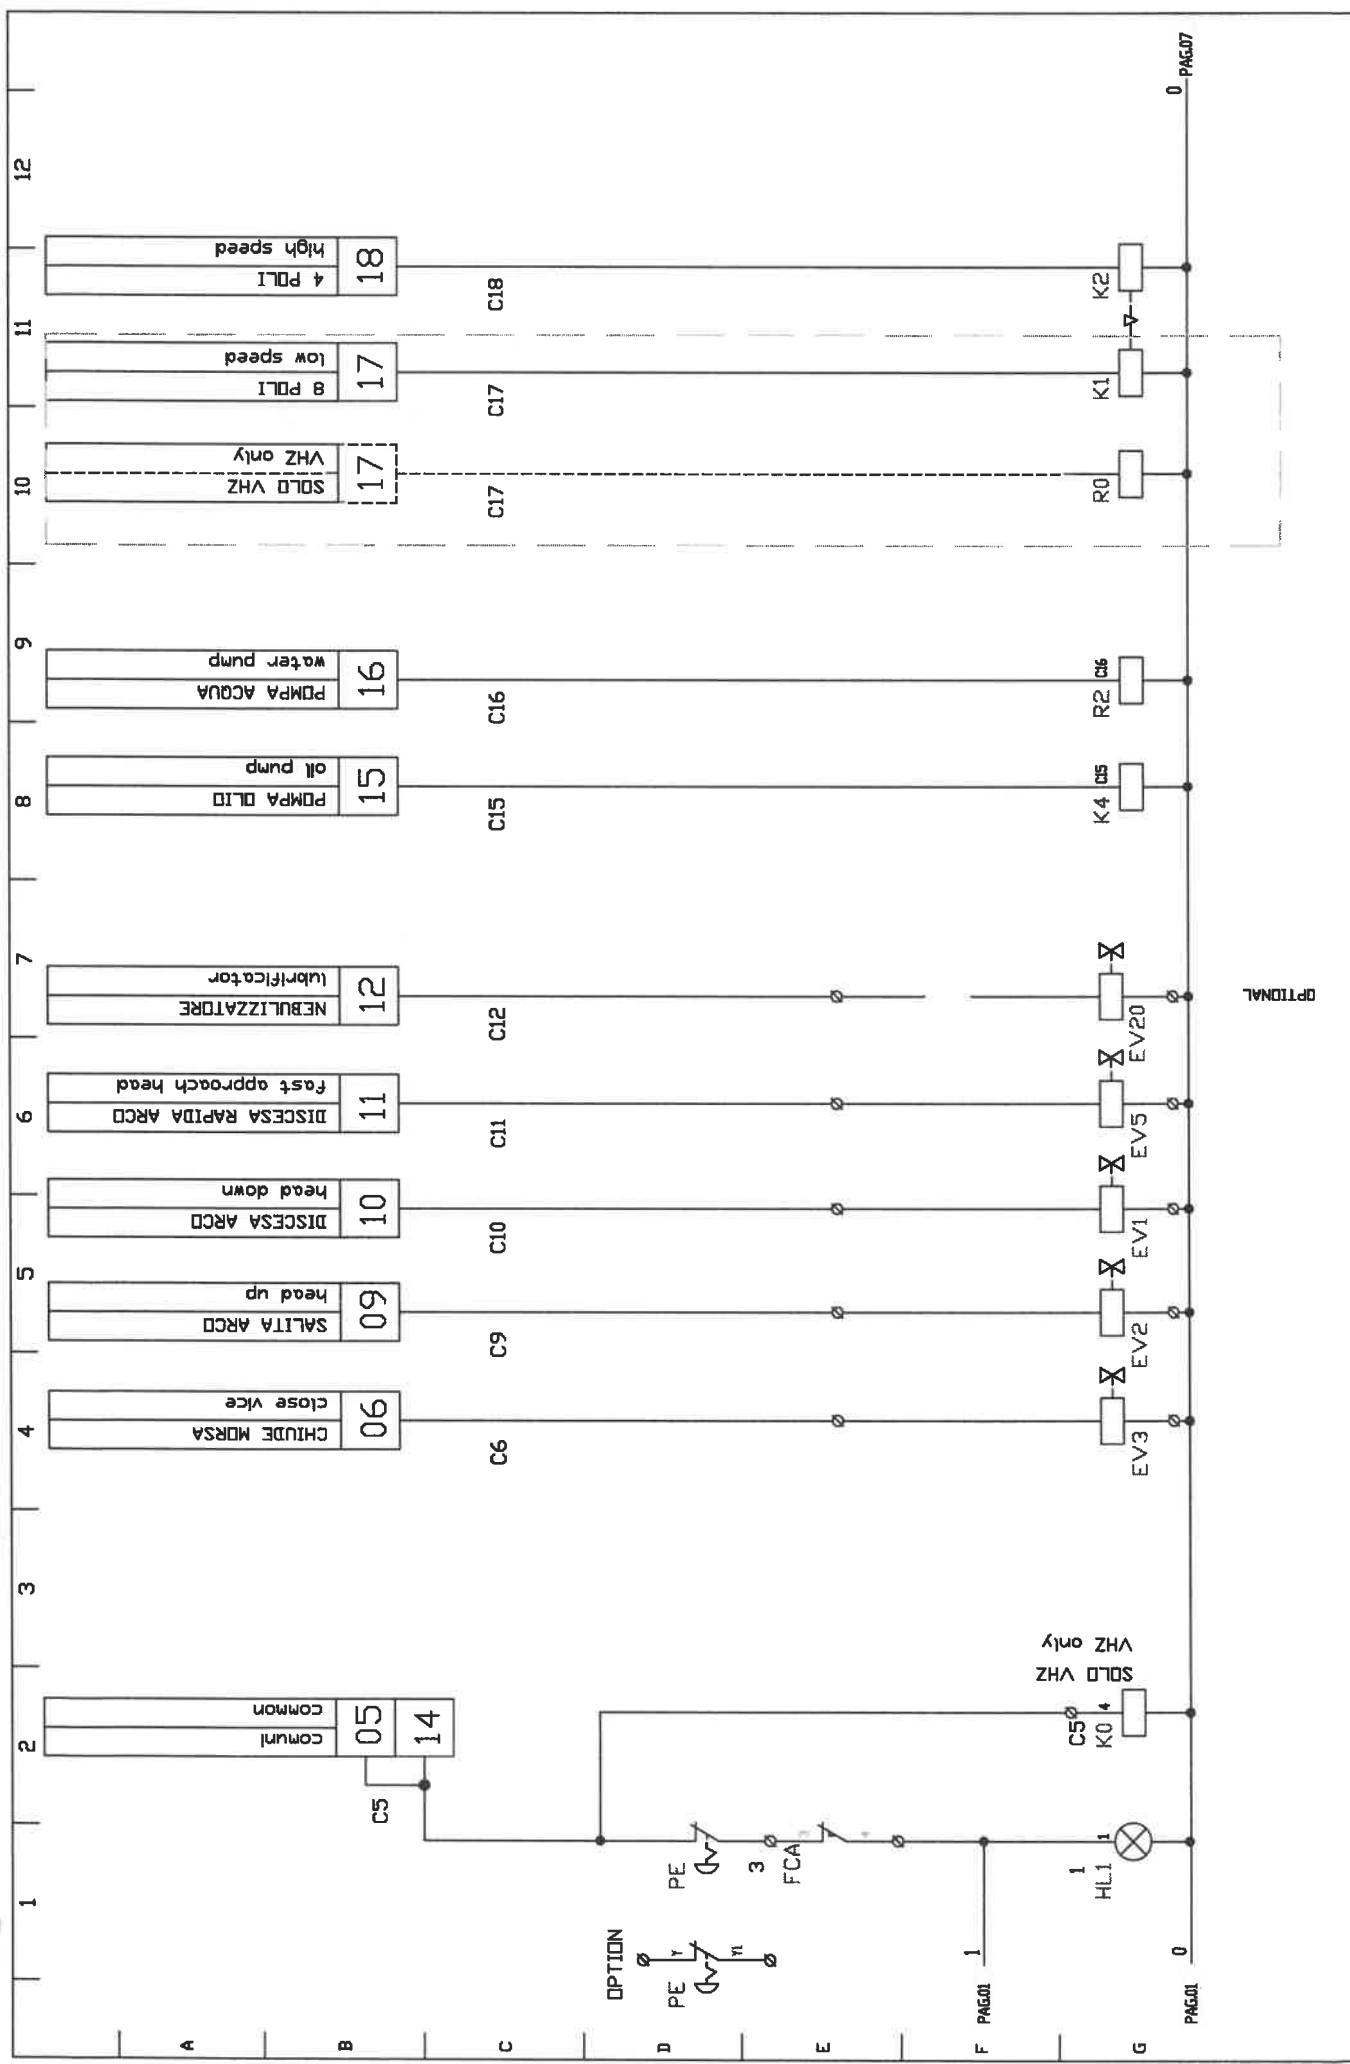 1
2
3
4
5
6
7
8
9
10
11
12
A
B
C
D
E
F
G
comuni
common
05
14
C5
CHIUDE MORSA
close vice
06
C6
SALITA ARCO
head up
09
C9
DISCESA ARCO
head down
10
C10
DISCESA RAPIDA ARCO
fast approach head
11
C11
NEBULIZZATORE
lubrificator
12
C12
POMPA OLIO
oil pump
15
C15
POMPA ACQUA
water pump
16
C16
SOLO VHZ
VHZ only
17
C17
8 POLI
low speed
17
C17
4 POLI
high speed
18
C18
OPTION
PE
Y
Y1
PE
3
FCA
3
4
PAG.01
1
1
HL1
1
SOLO VHZ
VHZ only
C5
K0
4
EV3
EV2
EV1
EV5
EV20
K4
C15
R2
C16
R0
K1
K2
PAG.01
0
0
PAG.07
OPTIONAL